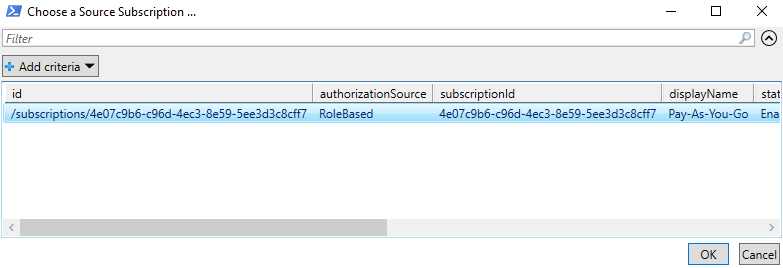 Choose a Source Subscription ...
Filter
Add criteria
id authorizationSource subscriptionId displayName stat
/subscriptions/4e07c9b6-c96d-4ec3-8e59-5ee3d3c8cff7 RoleBased 4e07c9b6-c96d-4ec3-8e59-5ee3d3c8cff7 Pay-As-You-Go Ena
OK Cancel